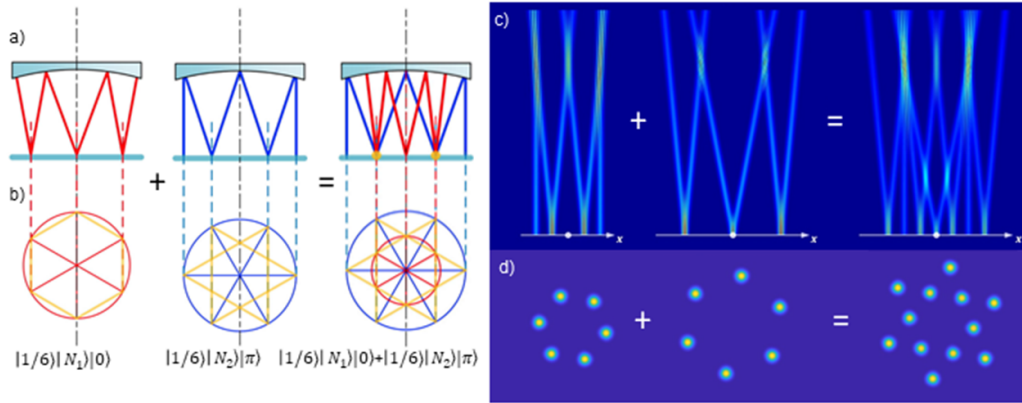 a)
+
=
b)
|1/6⟩|N₁⟩|0⟩
|1/6⟩|N₂⟩|π⟩
|1/6⟩|N₁⟩|0⟩+|1/6⟩|N₂⟩|π⟩
c)
+
=
x
x
x
d)
+
=